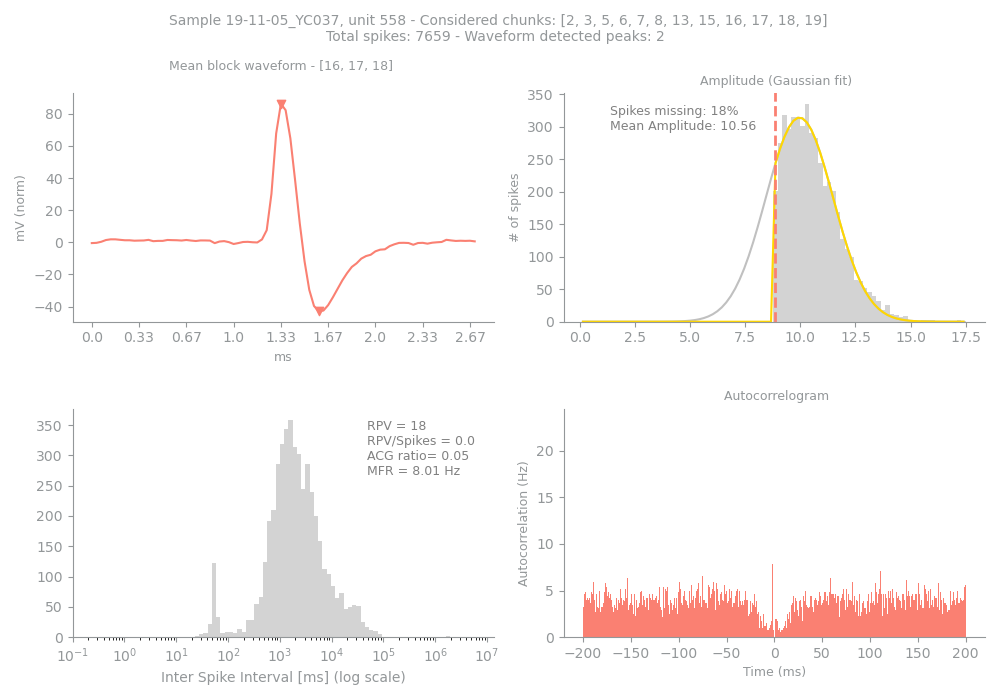 Sample 19-11-05_YC037, unit 558 - Considered chunks: [2, 3, 5, 6, 7, 8, 13, 15, 16, 17, 18, 19]
Total spikes: 7659 - Waveform detected peaks: 2
Mean block waveform - [16, 17, 18]
mV (norm)
80
60
40
20
0
−20
−40
0.0 0.33 0.67 1.0 1.33 1.67 2.0 2.33 2.67
ms
Amplitude (Gaussian fit)
Spikes missing: 18%
Mean Amplitude: 10.56
# of spikes
350
300
250
200
150
100
50
0
0.0 2.5 5.0 7.5 10.0 12.5 15.0 17.5
RPV = 18
RPV/Spikes = 0.0
ACG ratio= 0.05
MFR = 8.01 Hz
350
300
250
200
150
100
50
0
10⁻¹ 10⁰ 10¹ 10² 10³ 10⁴ 10⁵ 10⁶ 10⁷
Inter Spike Interval [ms] (log scale)
Autocorrelogram
Autocorrelation (Hz)
20
15
10
5
0
−200 −150 −100 −50 0 50 100 150 200
Time (ms)